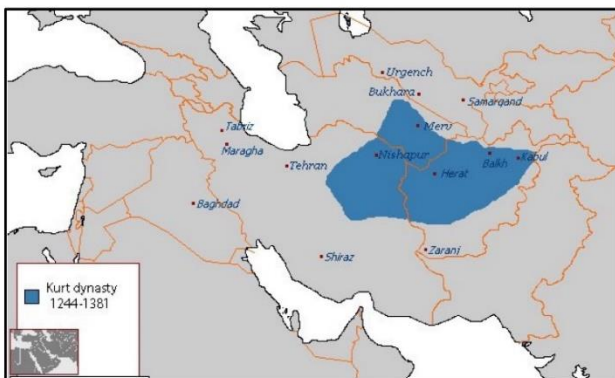 Urgench
Bukhara
Samarqand
Tabriz
Merv
Maragha
Nishapur
Balkh
Kabul
Tehran
Herat
Baghdad
Zaranj
Shiraz
Kurt dynasty
1244-1381